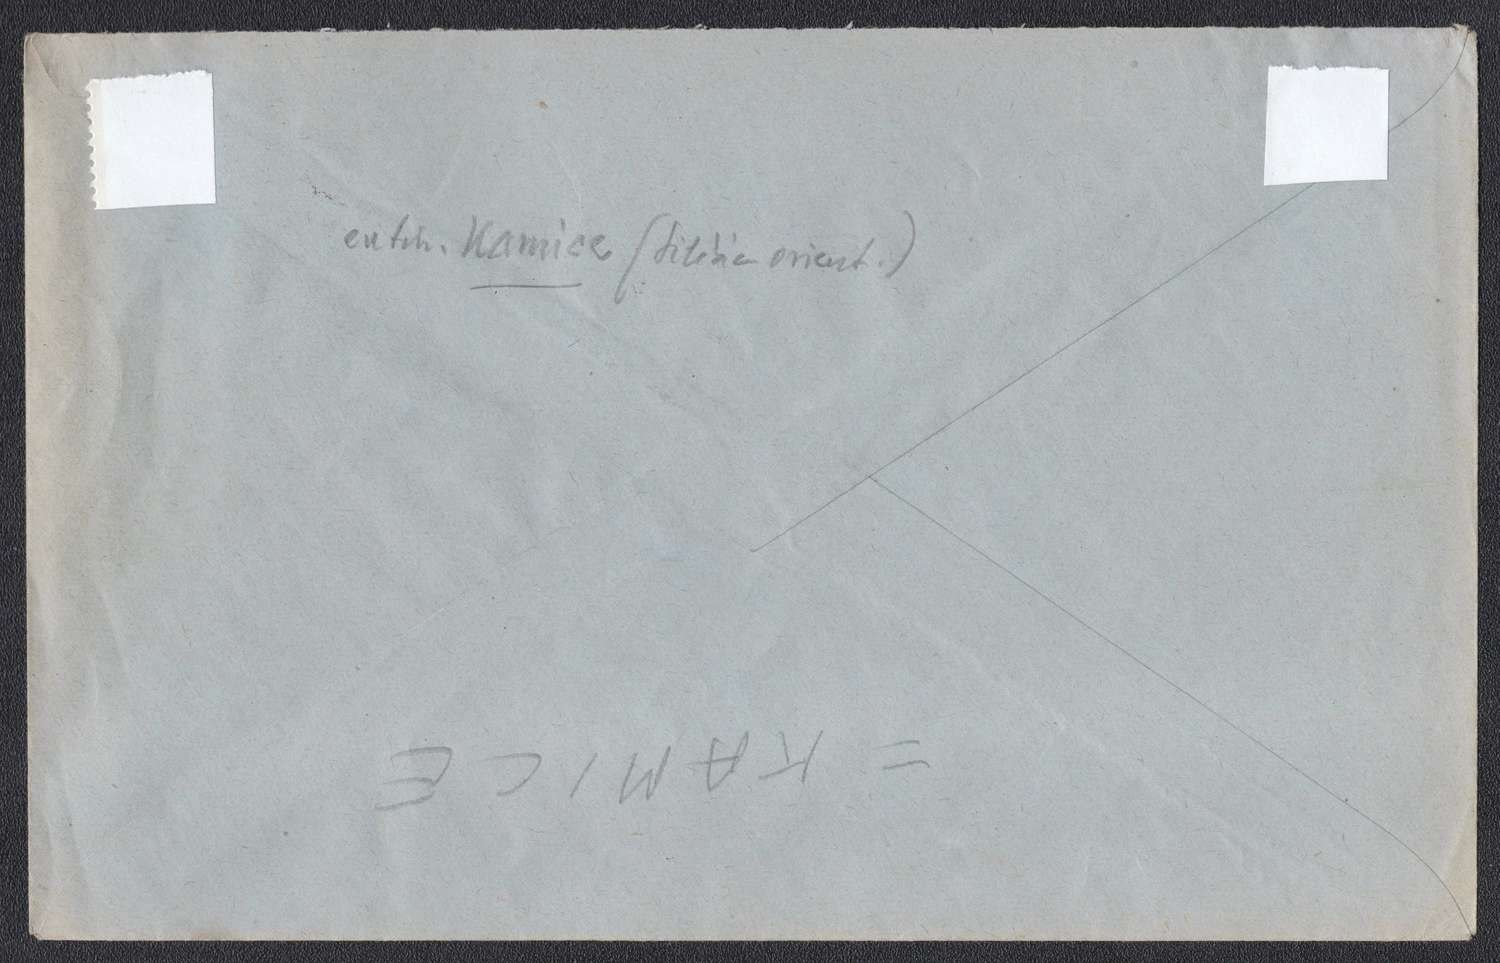 Kamice (Silésie orient.)
= KAMICE